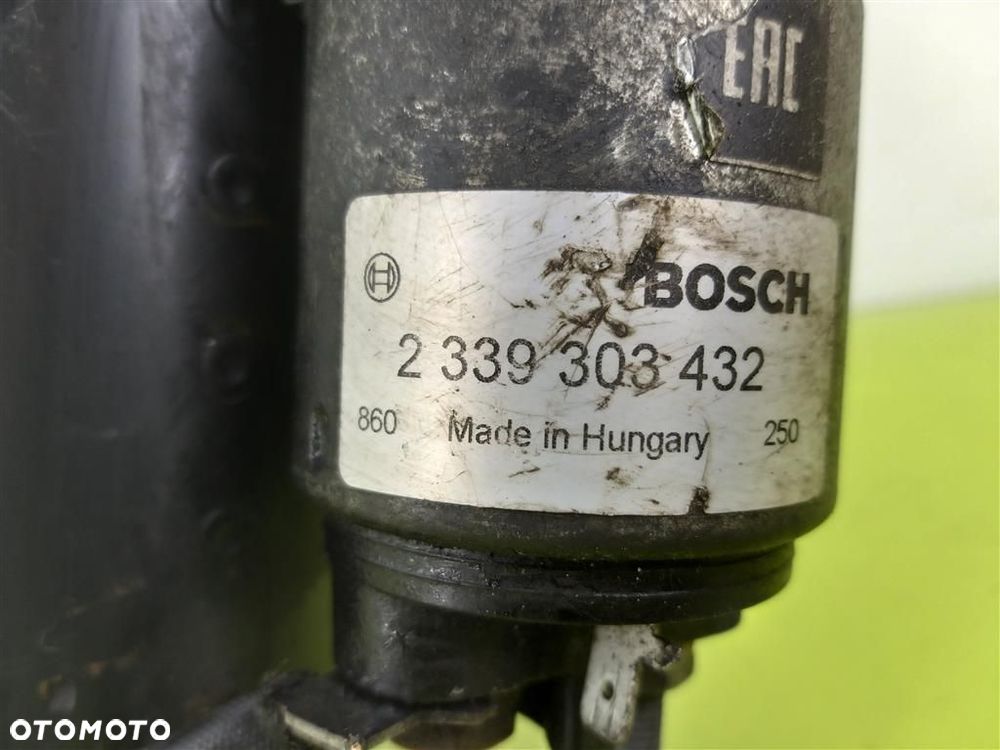 EAC
BOSCH
2 339 303 432
860 Made in Hungary 250
OTOMOTO